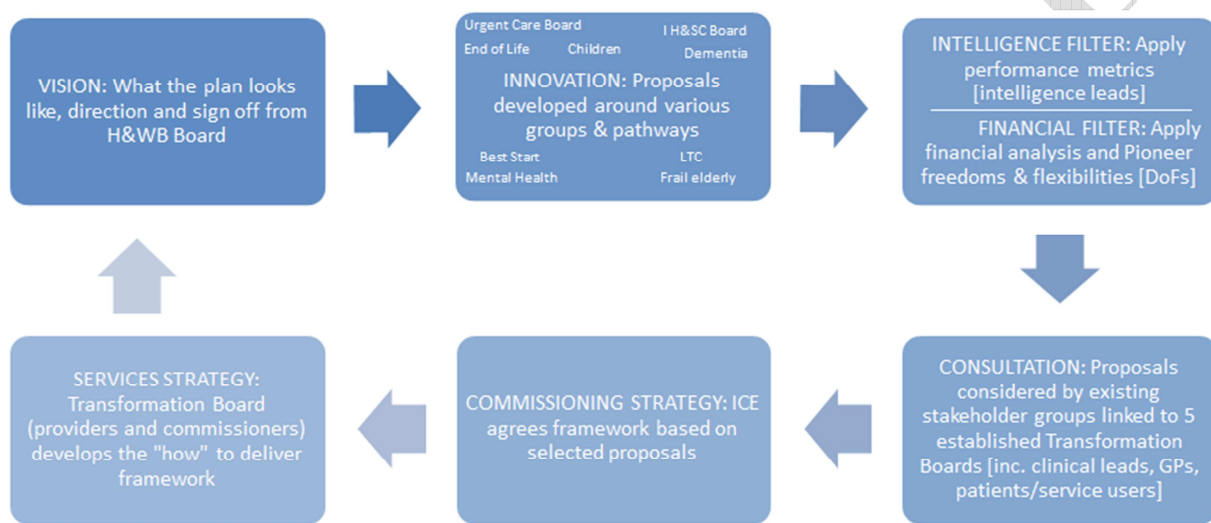 VISION: What the plan looks
like, direction and sign off from
H&WB Board
Urgent Care Board
I H&SC Board
End of Life
Children
Dementia
INNOVATION: Proposals
developed around various
groups & pathways
Best Start
LTC
Mental Health
Frail elderly
INTELLIGENCE FILTER: Apply
performance metrics
[intelligence leads]
FINANCIAL FILTER: Apply
financial analysis and Pioneer
freedoms & flexibilities [DoFs]
CONSULTATION: Proposals
considered by existing
stakeholder groups linked to 5
established Transformation
Boards [inc. clinical leads, GPs,
patients/service users]
COMMISSIONING STRATEGY: ICE
agrees framework based on
selected proposals
SERVICES STRATEGY:
Transformation Board
(providers and commissioners)
develops the "how" to deliver
framework